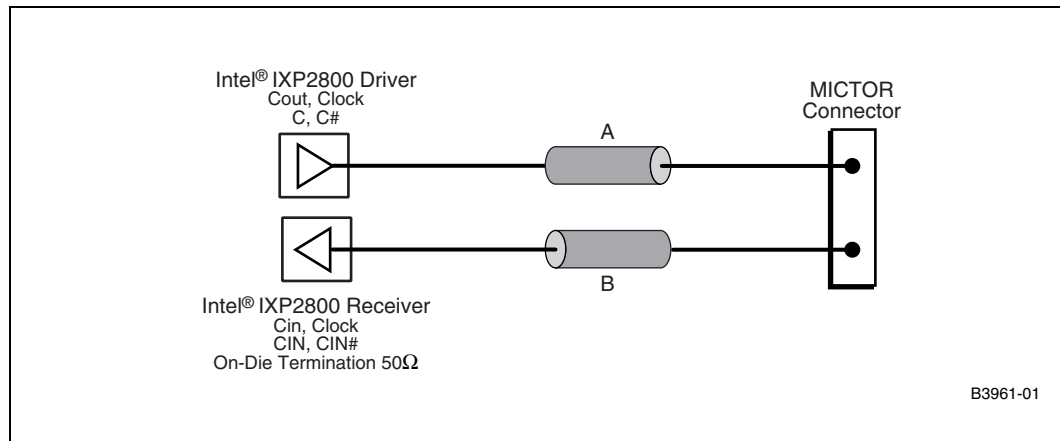 Intel® IXP2800 Driver
Cout, Clock
C, C#
A
MICTOR
Connector
B
Intel® IXP2800 Receiver
Cin, Clock
CIN, CIN#
On-Die Termination 50Ω
B3961-01